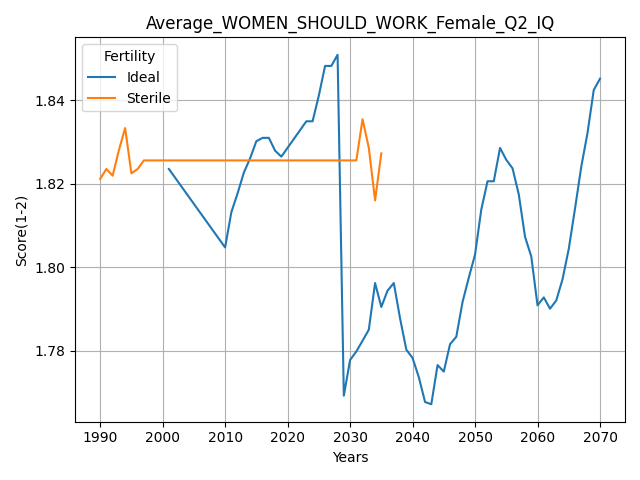 Average_WOMEN_SHOULD_WORK_Female_Q2_IQ
Fertility
Ideal
Sterile
Score(1-2)
1.84
1.82
1.80
1.78
1990 2000 2010 2020 2030 2040 2050 2060 2070
Years